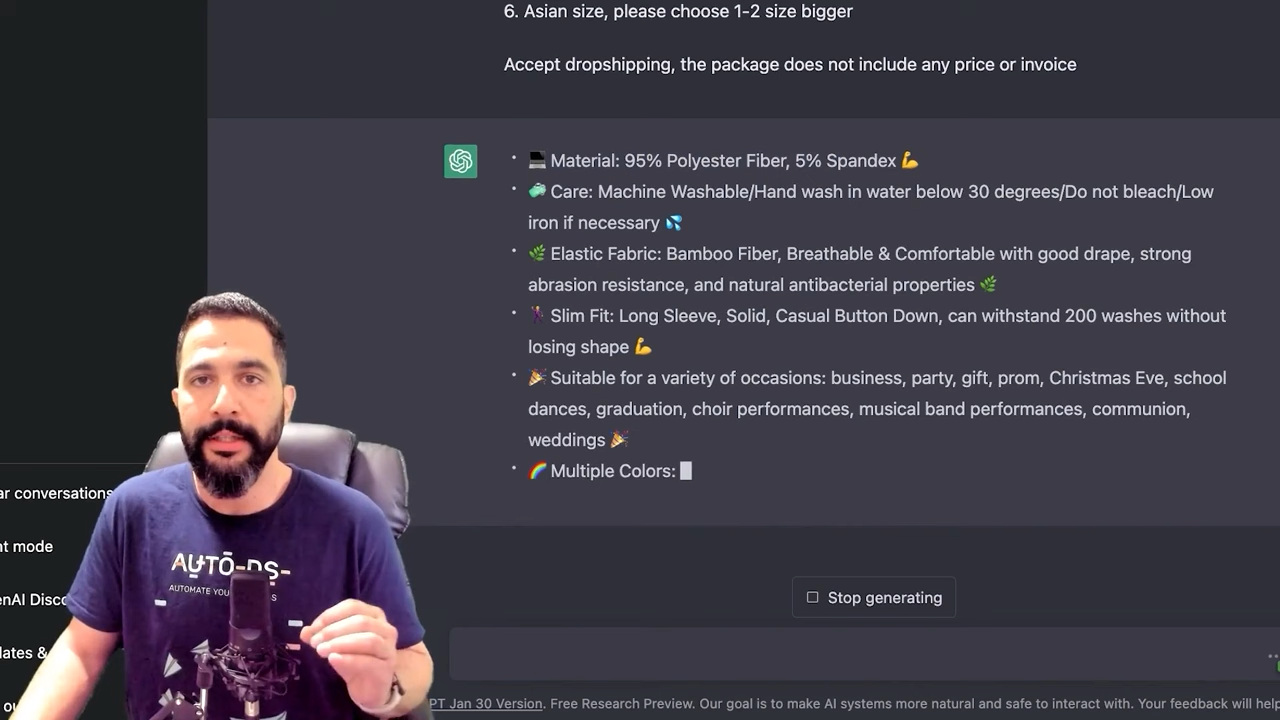 6. Asian size, please choose 1-2 size bigger
Accept dropshipping, the package does not include any price or invoice
Material: 95% Polyester Fiber, 5% Spandex
Care: Machine Washable/Hand wash in water below 30 degrees/Do not bleach/Low
iron if necessary
Elastic Fabric: Bamboo Fiber, Breathable & Comfortable with good drape, strong
abrasion resistance, and natural antibacterial properties
Slim Fit: Long Sleeve, Solid, Casual Button Down, can withstand 200 washes without
losing shape
Suitable for a variety of occasions: business, party, gift, prom, Christmas Eve, school
dances, graduation, choir performances, musical band performances, communion,
weddings
Multiple Colors:
ar conversations
nt mode
enAI Disco
dates &
Stop generating
PT Jan 30 Version. Free Research Preview. Our goal is to make AI systems more natural and safe to interact with. Your feedback will help
AUTO-DS-
AUTOMATE YOU